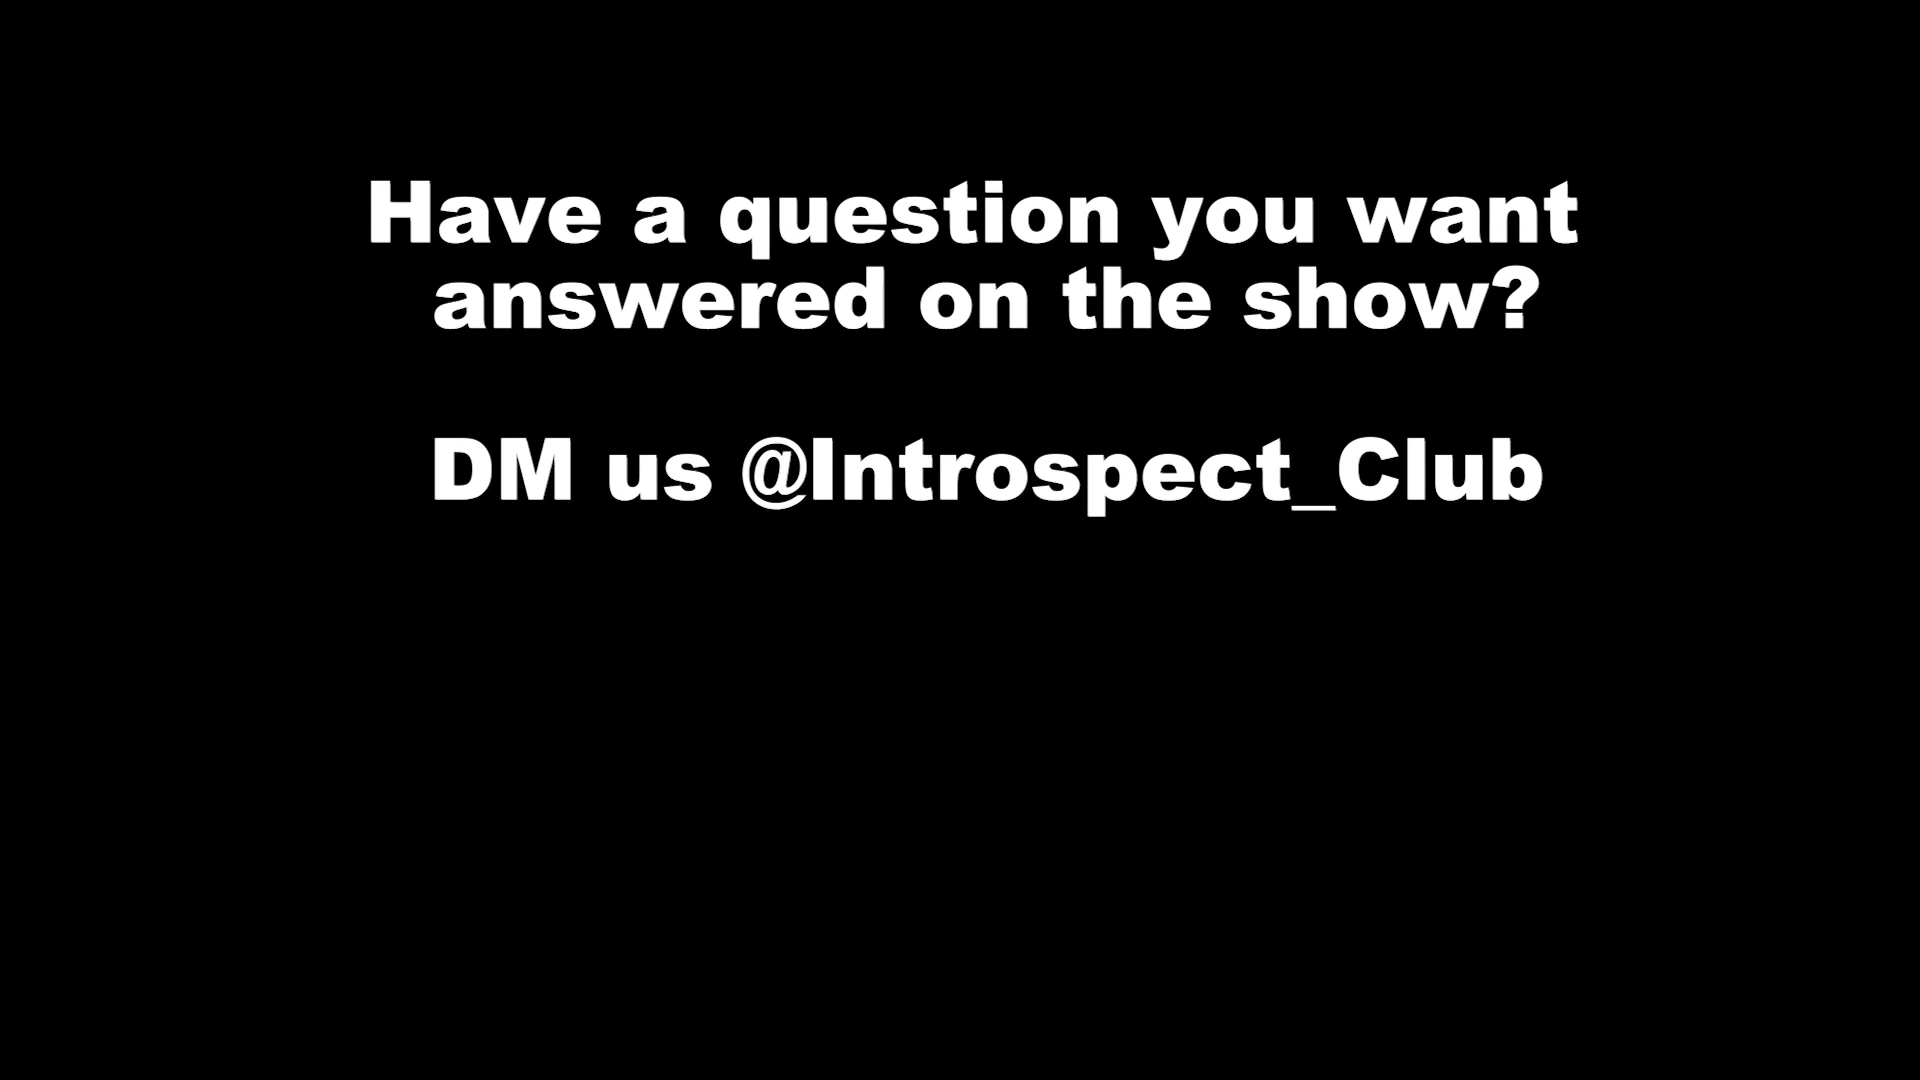 Have a question you want
answered on the show?
DM us @Introspect_Club